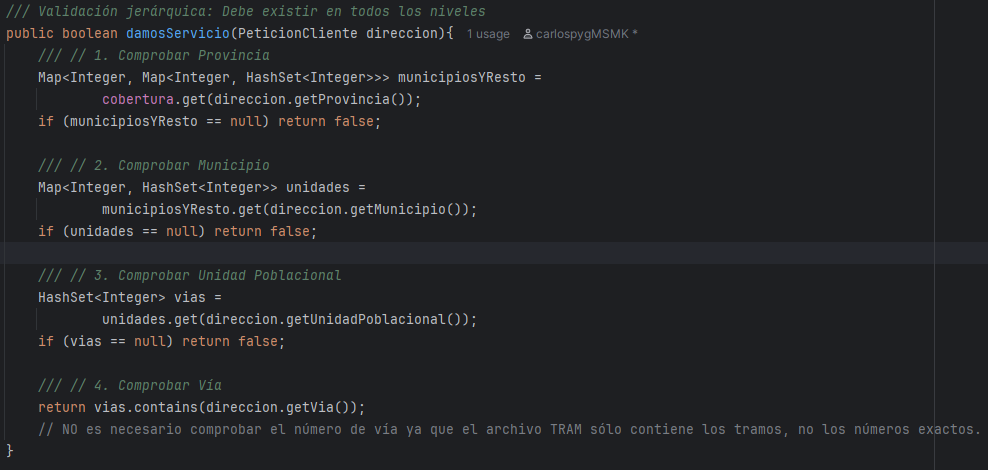 /// Validación jerárquica: Debe existir en todos los niveles
public boolean damosServicio(PeticionCliente direccion){ 1 usage carlospygMSMK *
/// // 1. Comprobar Provincia
Map<Integer, Map<Integer, HashSet<Integer>>> municipiosYResto =
cobertura.get(direccion.getProvincia());
if (municipiosYResto == null) return false;
/// // 2. Comprobar Municipio
Map<Integer, HashSet<Integer>> unidades =
municipiosYResto.get(direccion.getMunicipio());
if (unidades == null) return false;
/// // 3. Comprobar Unidad Poblacional
HashSet<Integer> vias =
unidades.get(direccion.getUnidadPoblacional());
if (vias == null) return false;
/// // 4. Comprobar Vía
return vias.contains(direccion.getVia());
// NO es necesario comprobar el número de vía ya que el archivo TRAM sólo contiene los tramos, no los números exactos.
}